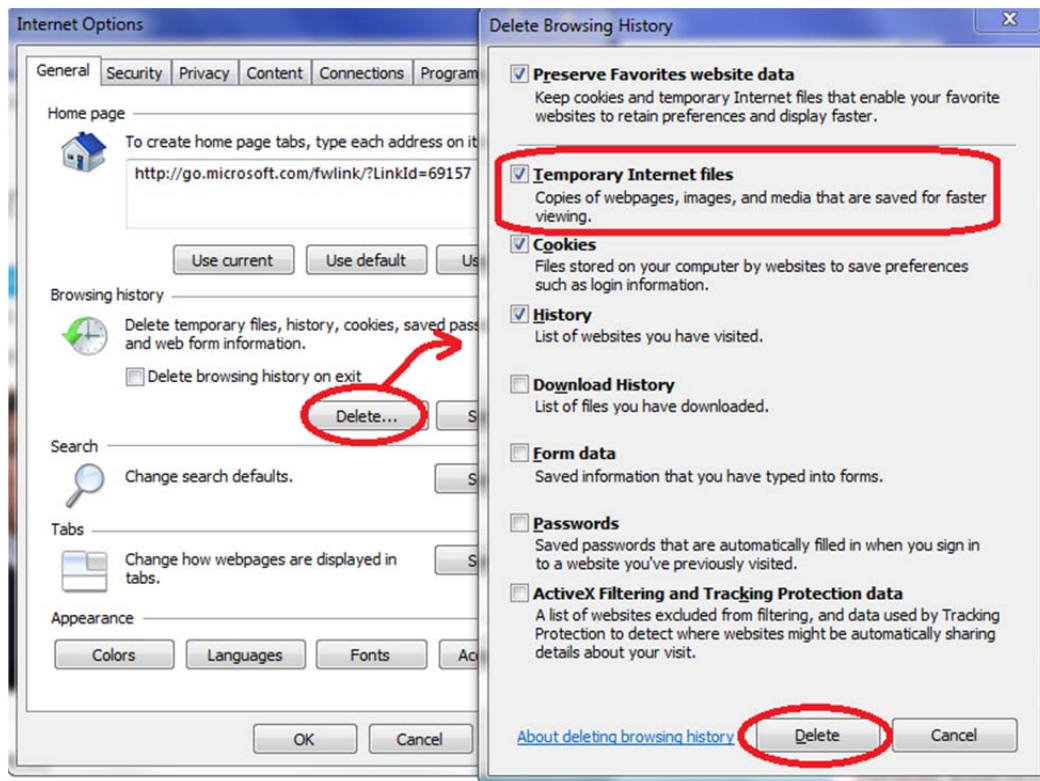 Internet Options
General Security Privacy Content Connections
Home page
To create home page tabs, type each address on
http://go.microsoft.com/fwlink/?LinkId=69157
Use current Use default
Browsing history
Delete temporary files, history, cookies, saved
and web form information.
Delete browsing history on exit
Delete...
Search
Change search defaults.
Tabs
Change how webpages are displayed in
tabs.
Appearance
Colors Languages Fonts
OK Cancel
Delete Browsing History
X
Preserve Favorites website data
Keep cookies and temporary Internet files that enable your favorite
websites to retain preferences and display faster.
Temporary Internet files
Copies of webpages, images, and media that are saved for faster
viewing.
Cookies
Files stored on your computer by websites to save preferences
such as login information.
History
List of websites you have visited.
Download History
List of files you have downloaded.
Form data
Saved information that you have typed into forms.
Passwords
Saved passwords that are automatically filled in when you sign in
to a website you've previously visited.
ActiveX Filtering and Tracking Protection data
A list of websites excluded from filtering, and data used by Tracking
Protection to detect where websites might be automatically sharing
details about your visit.
About deleting browsing history Delete Cancel